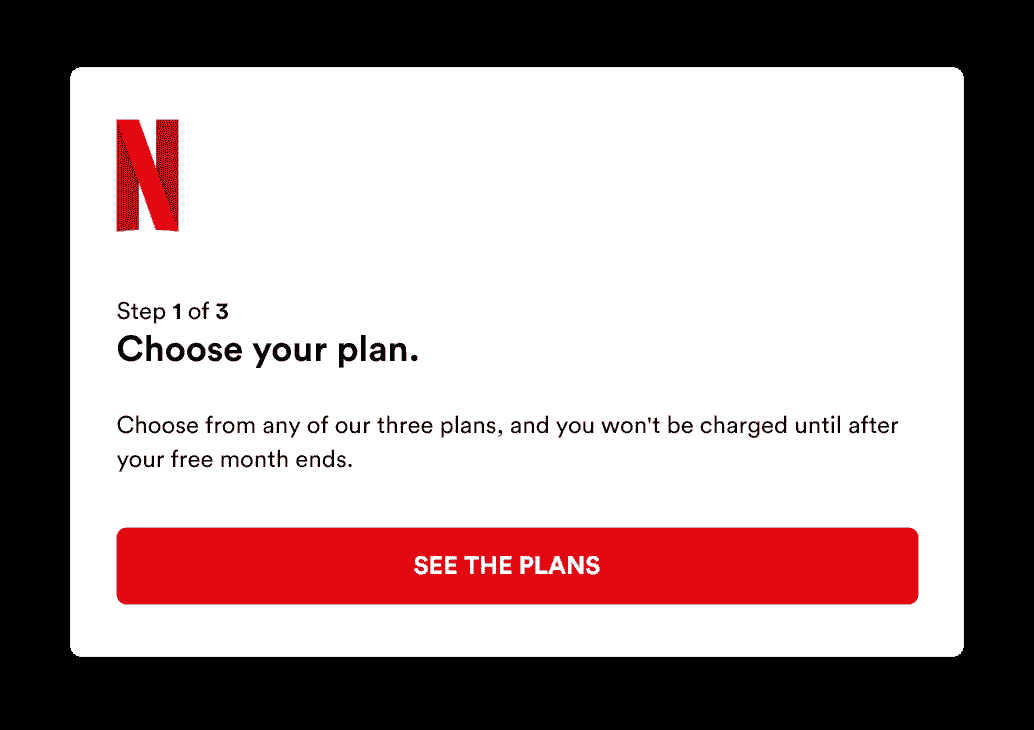 N
Step 1 of 3
Choose your plan.
Choose from any of our three plans, and you won't be charged until after
your free month ends.
SEE THE PLANS